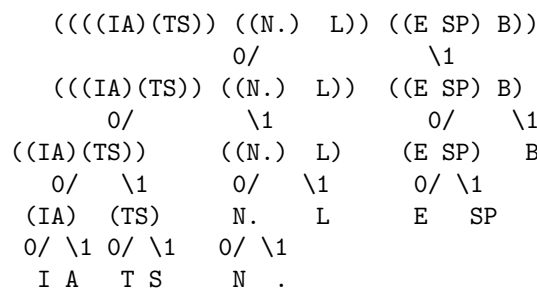 ((((IA)(TS)) ((N.) L)) ((E SP) B))
0/ \1
(((IA)(TS)) ((N.) L)) ((E SP) B)
0/ \1 0/ \1
((IA)(TS)) ((N.) L) (E SP) B
0/ \1 0/ \1 0/ \1
(IA) (TS) N. L E SP
0/ \1 0/ \1 0/ \1
I A T S N .